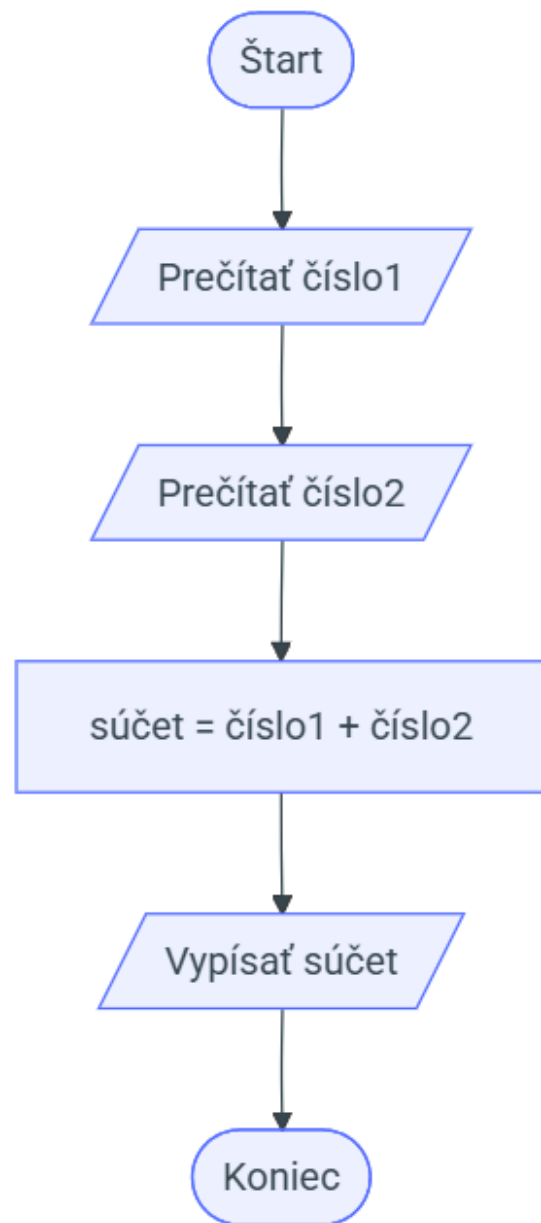 Štart
Prečítať číslo1
Prečítať číslo2
súčet = číslo1 + číslo2
Vypísať súčet
Koniec